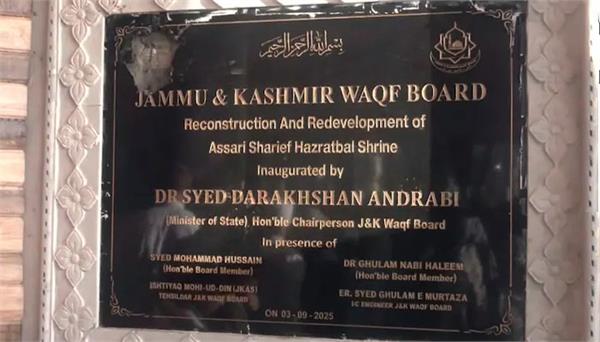 بسم الله الرحمن الرحيم
JAMMU & KASHMIR WAQF BOARD
Reconstruction And Redevelopment of
Assari Sharief Hazratbal Shrine
Inaugurated by
DR SYED DARAKHSHAN ANDRABI
(Minister of State), Hon'ble Chairperson J&K Waqf Board
In presence of
SYED MOHAMMAD HUSSAIN
(Hon'ble Board Member)
ISHTIYAQ MOHI-UD-DIN (JKAS)
TEHSILDAR J&K WAQF BOARD
DR GHULAM NABI HALEEM
(Hon'ble Board Member)
ER. SYED GHULAM E MURTAZA
I/C ENGINEER J&K WAQF BOARD
ON 03-09-2025